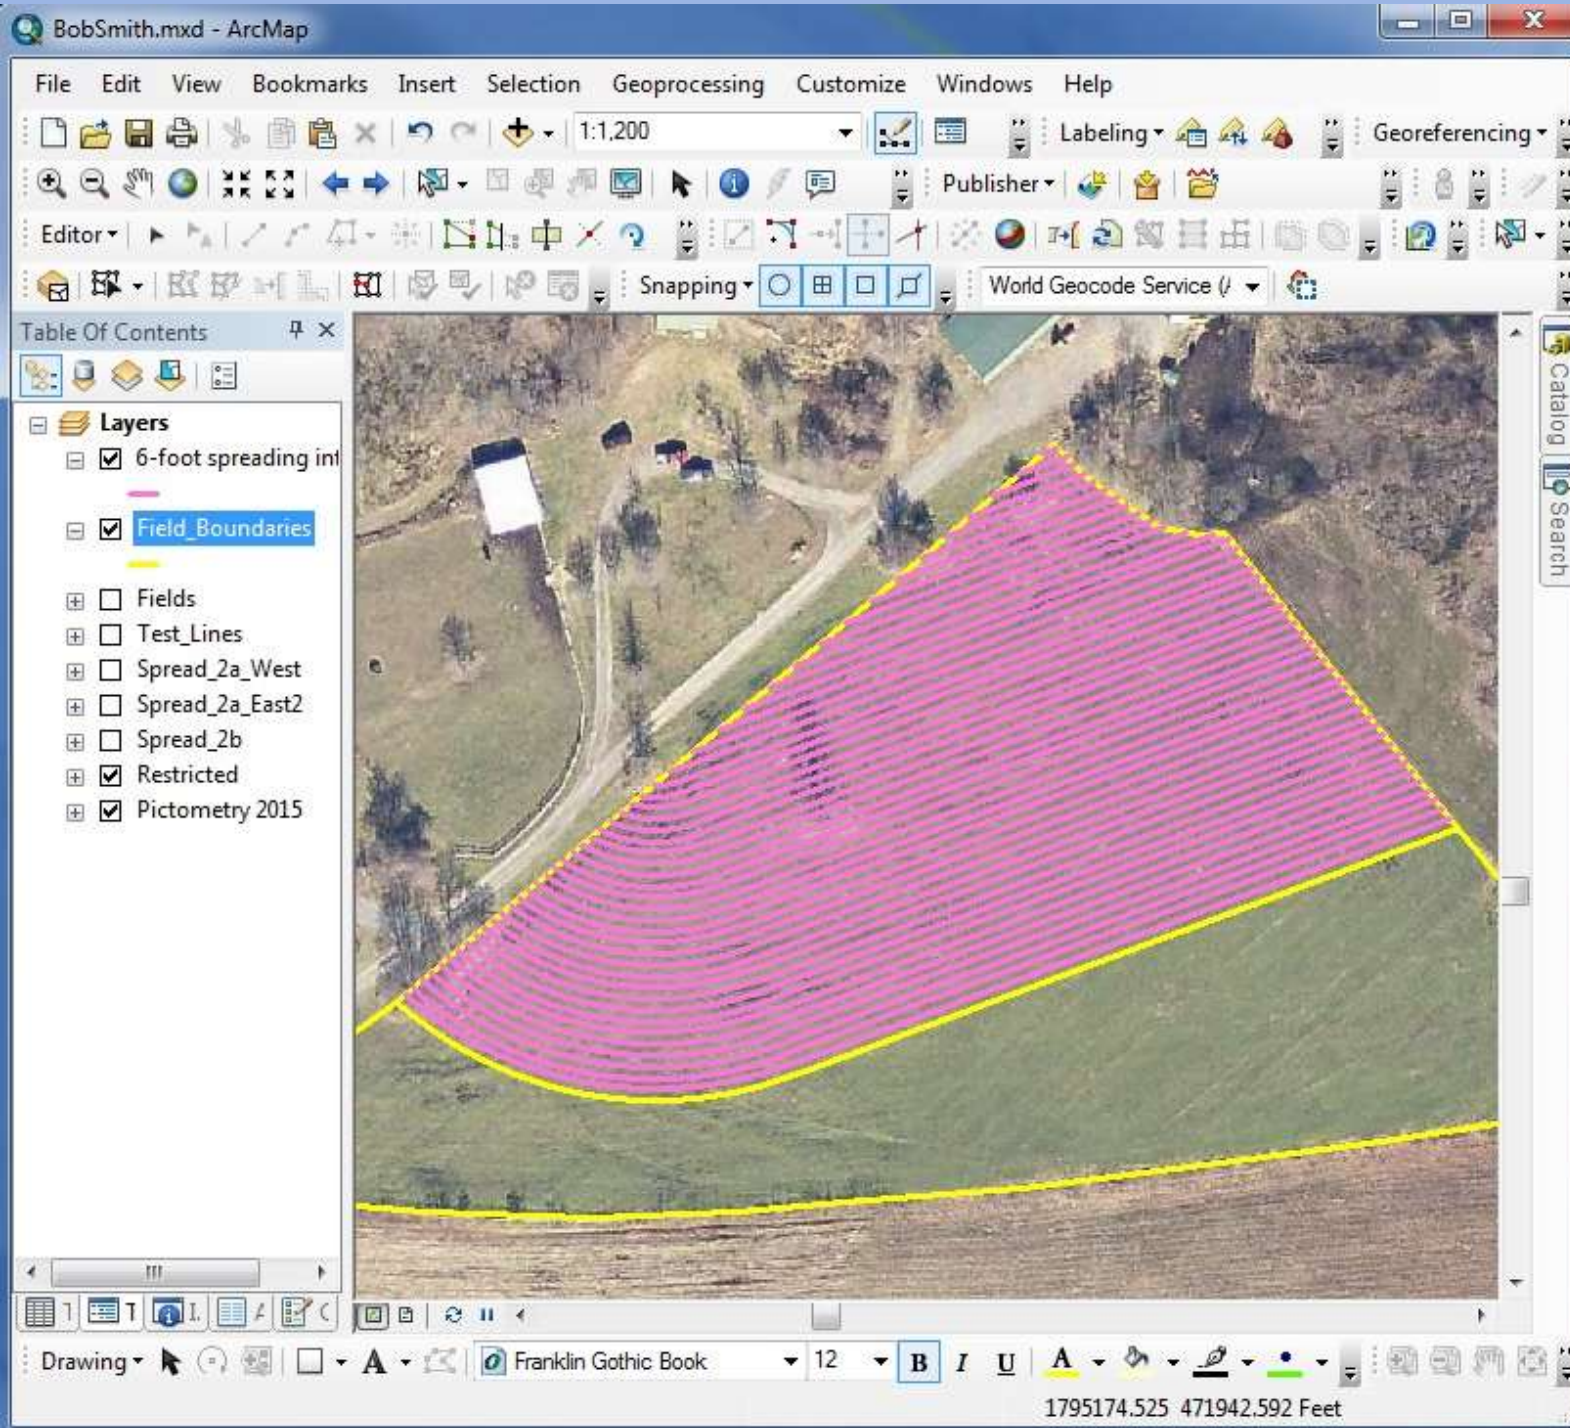 BobSmith.mxd - ArcMap
File Edit View Bookmarks Insert Selection Geoprocessing Customize Windows Help
1:1,200 Labeling Georeferencing
Publisher
Editor
Snapping World Geocode Service (
Table Of Contents
Layers
6-foot spreading int
Field_Boundaries
Fields
Test_Lines
Spread_2a_West
Spread_2a_East2
Spread_2b
Restricted
Pictometry 2015
Catalog
Search
Drawing A Franklin Gothic Book 12 B I U A
1795174.525 471942.592 Feet